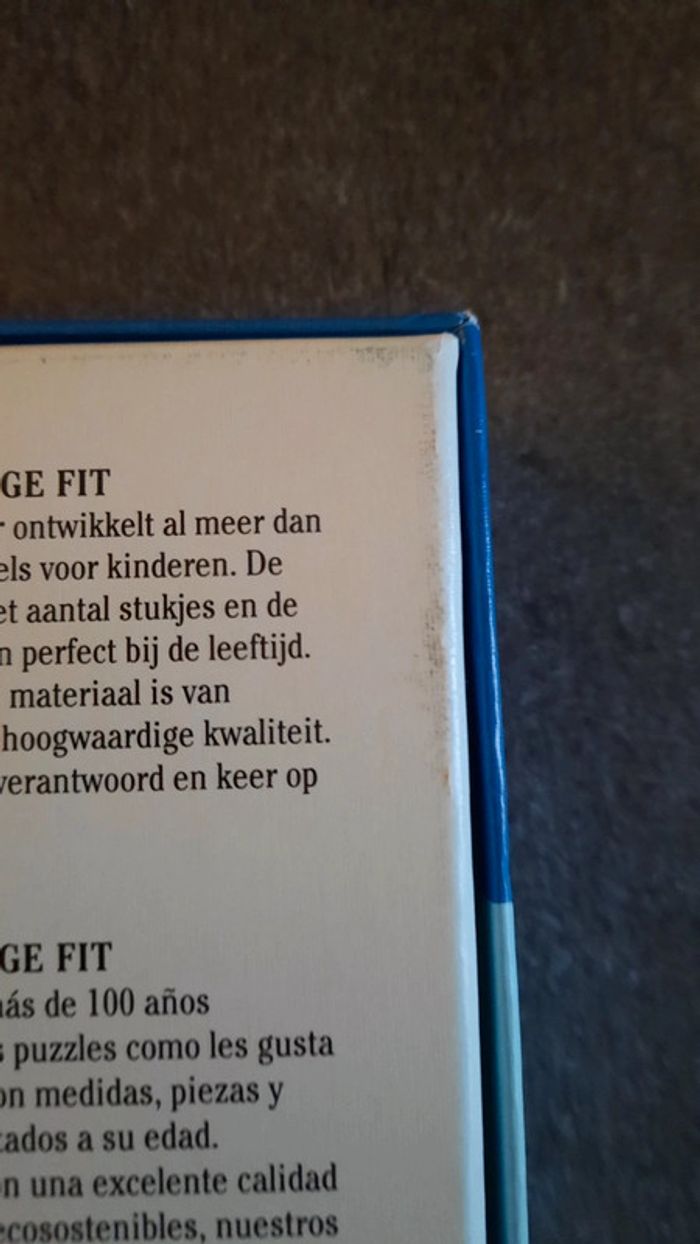 GE FIT
ontwikkelt al meer dan
els voor kinderen. De
et aantal stukjes en de
n perfect bij de leeftijd.
materiaal is van
hoogwaardige kwaliteit.
verantwoord en keer op
GE FIT
más de 100 años
s puzzles como les gusta
on medidas, piezas y
tados a su edad.
n una excelente calidad
ecosostenibles, nuestros